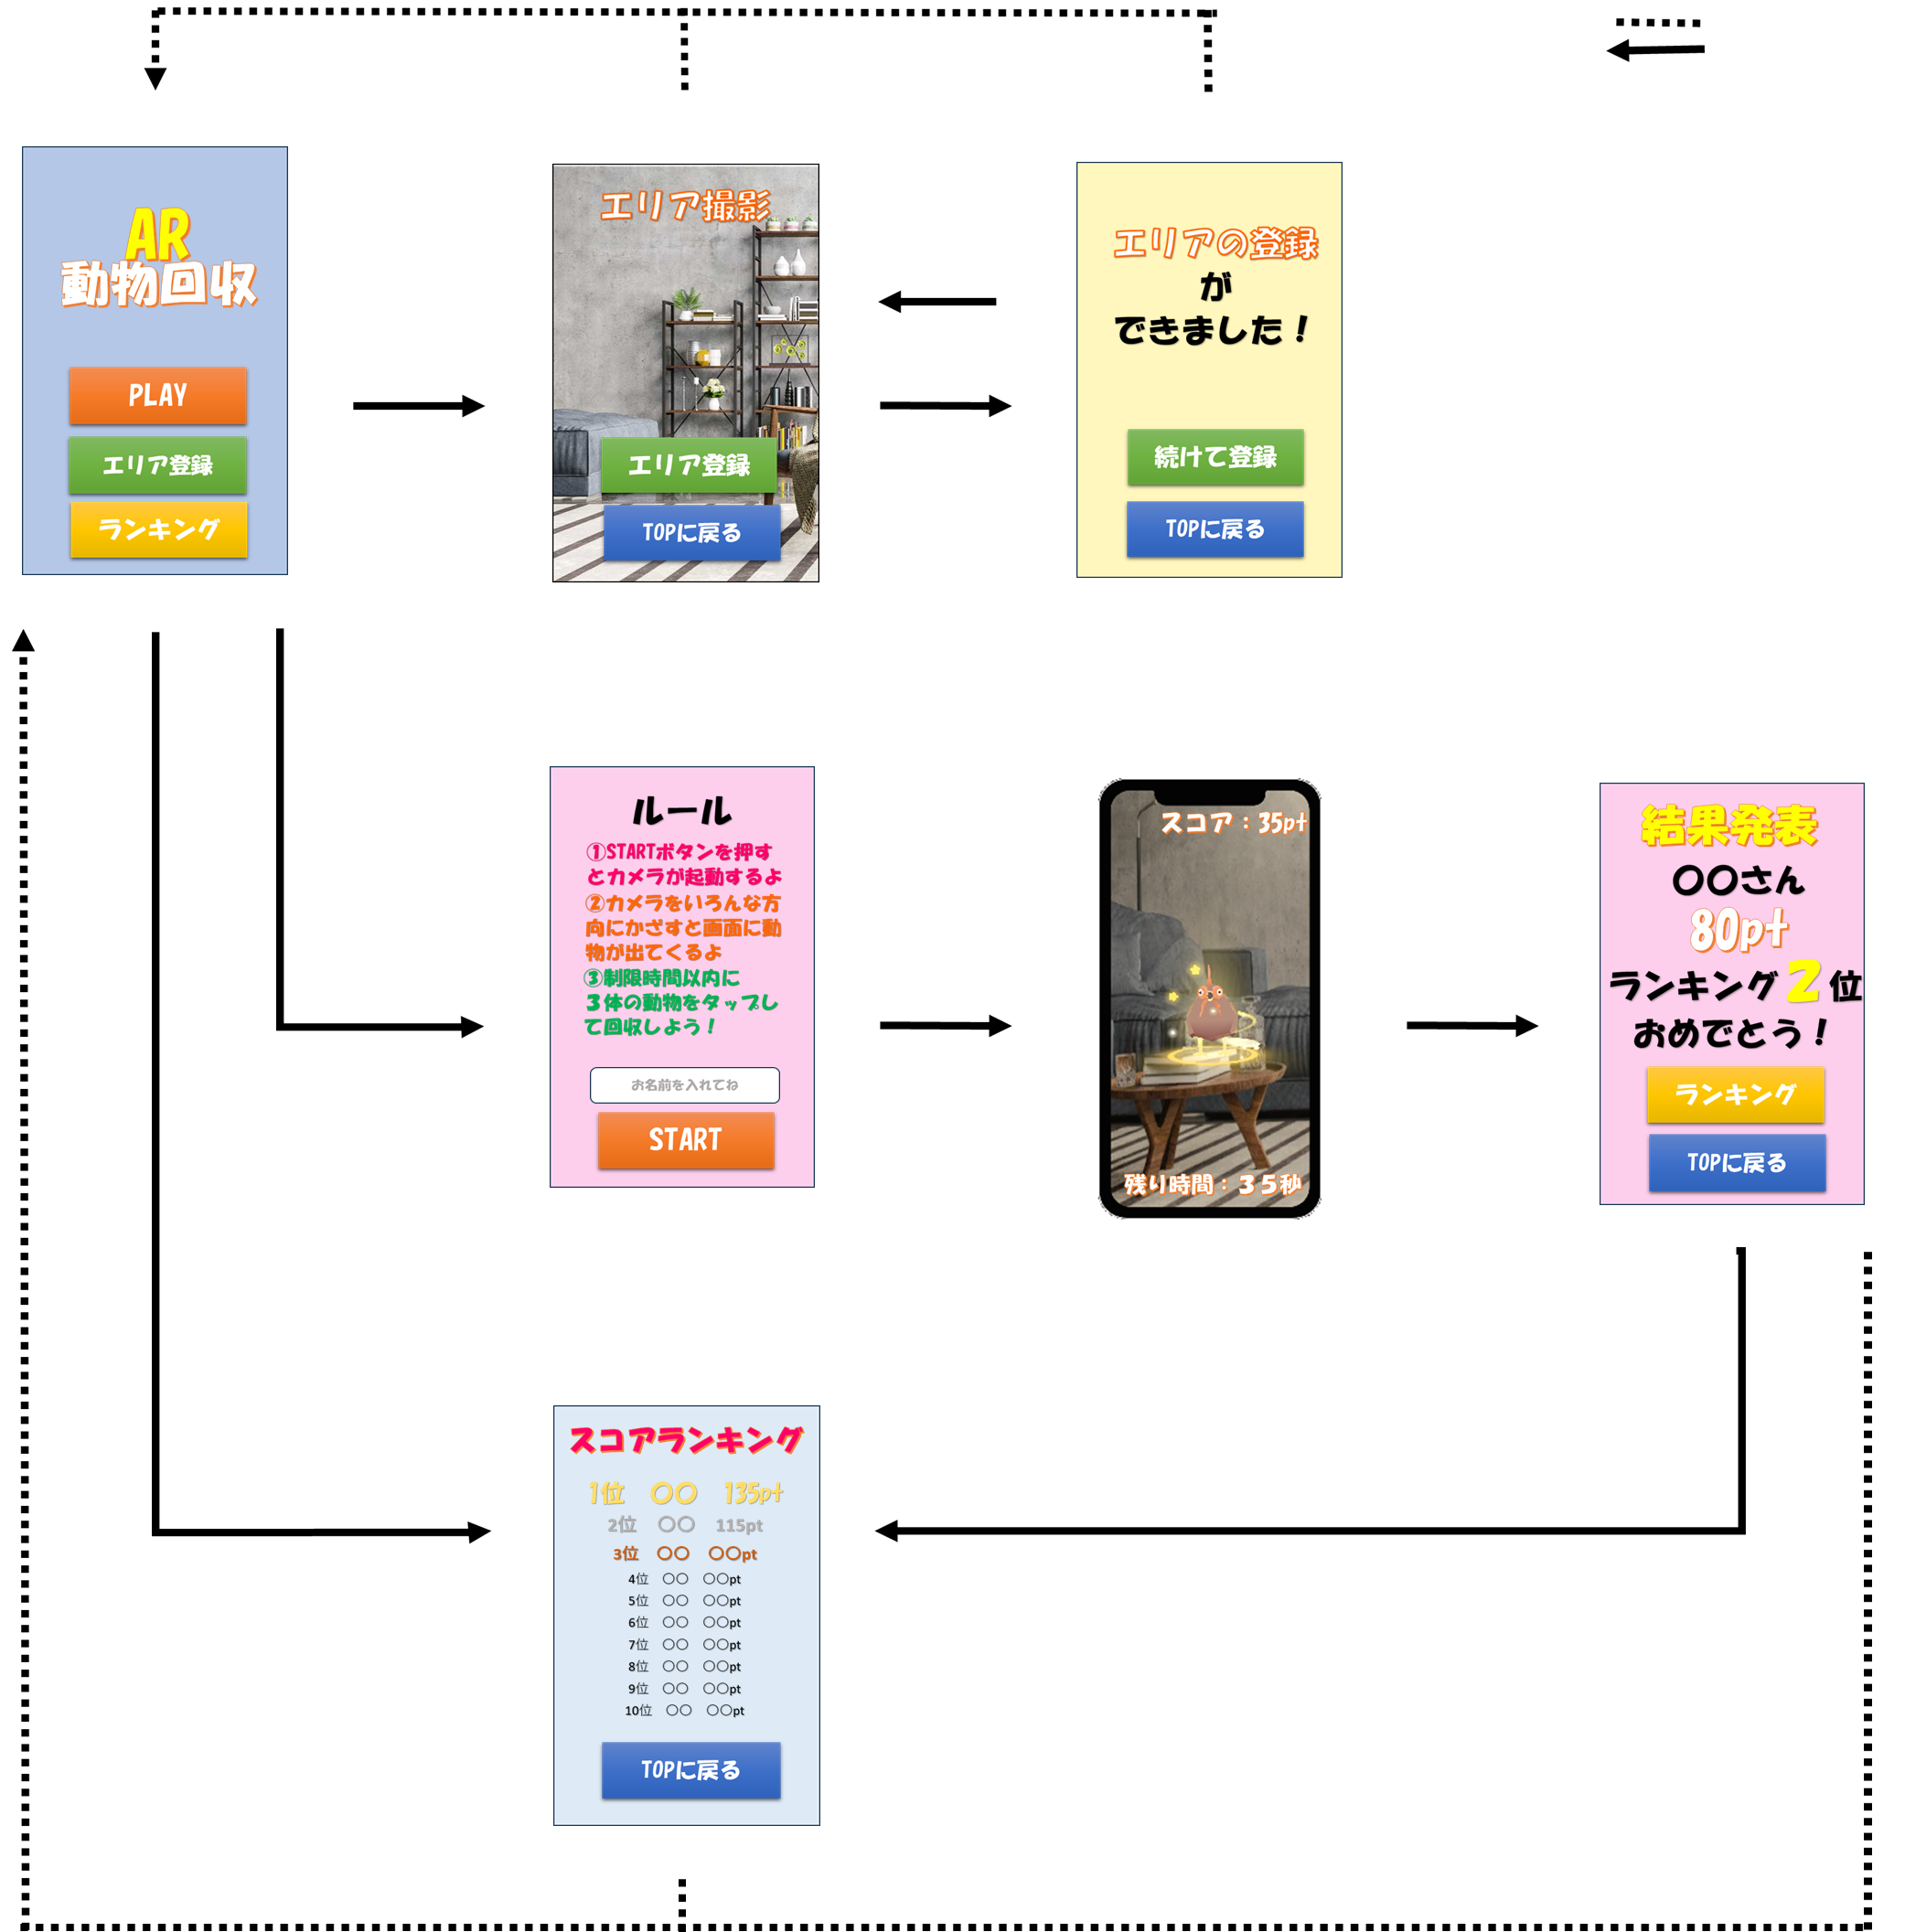 AR
動物回収
PLAY
エリア登録
ランキング
エリア撮影
エリア登録
TOPに戻る
エリアの登録
が
できました!
続けて登録
TOPに戻る
ルール
①STARTボタンを押す
とカメラが起動するよ
②カメラをいろんな方
向にかざすと画面に動
物が出てくるよ
③制限時間以内に
3体の動物をタップし
て回収しよう!
お名前を入れてね
START
スコア:35pt
残り時間:35秒
結果発表
〇〇さん
80pt
ランキング2位
おめでとう!
ランキング
TOPに戻る
スコアランキング
1位 〇〇 135pt
2位 〇〇 115pt
3位 〇〇 〇〇pt
4位 〇〇 〇〇pt
5位 〇〇 〇〇pt
6位 〇〇 〇〇pt
7位 〇〇 〇〇pt
8位 〇〇 〇〇pt
9位 〇〇 〇〇pt
10位 〇〇 〇〇pt
TOPに戻る